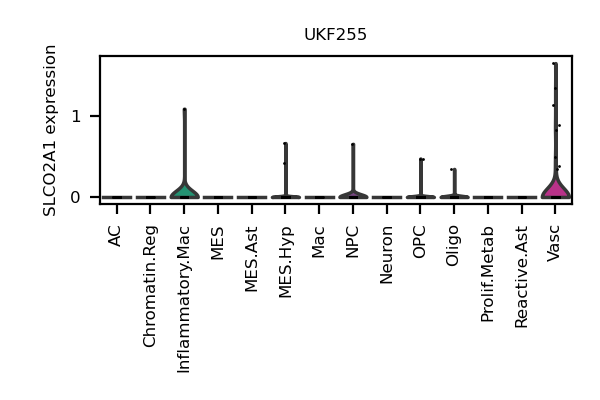 UKF255
SLCO2A1 expression
1
0
AC
Chromatin.Reg
Inflammatory.Mac
MES
MES.Ast
MES.Hyp
Mac
NPC
Neuron
OPC
Oligo
Prolif.Metab
Reactive.Ast
Vasc